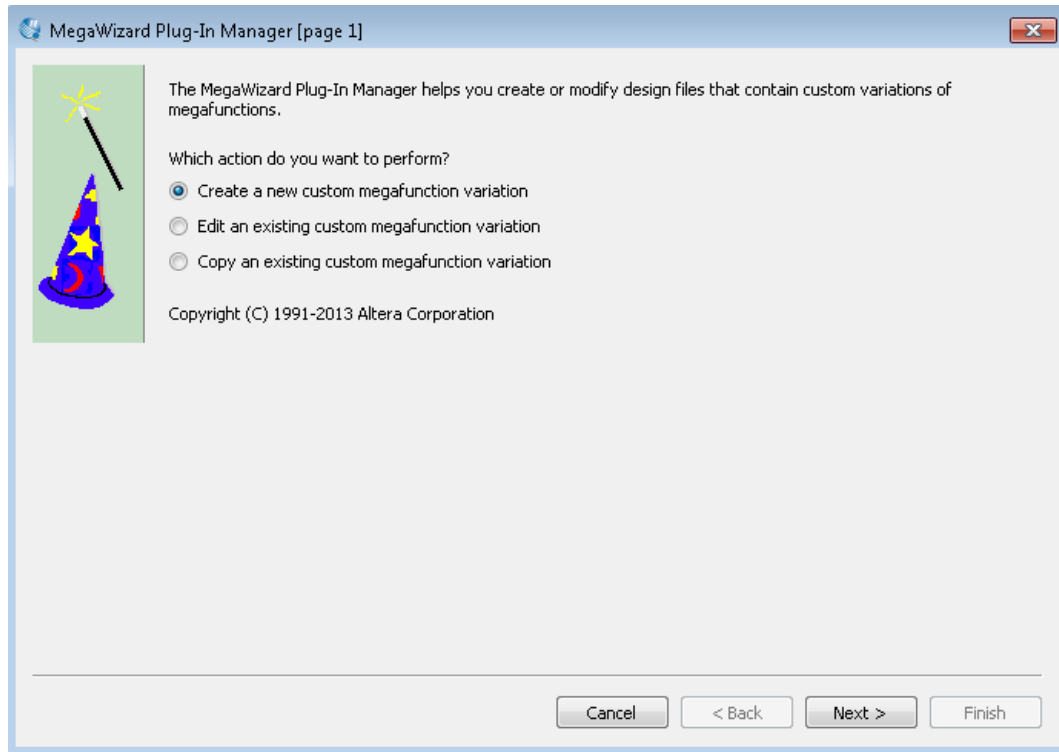 MegaWizard Plug-In Manager [page 1]
The MegaWizard Plug-In Manager helps you create or modify design files that contain custom variations of
megafunctions.
Which action do you want to perform?
Create a new custom megafunction variation
Edit an existing custom megafunction variation
Copy an existing custom megafunction variation
Copyright (C) 1991-2013 Altera Corporation
Cancel < Back Next > Finish